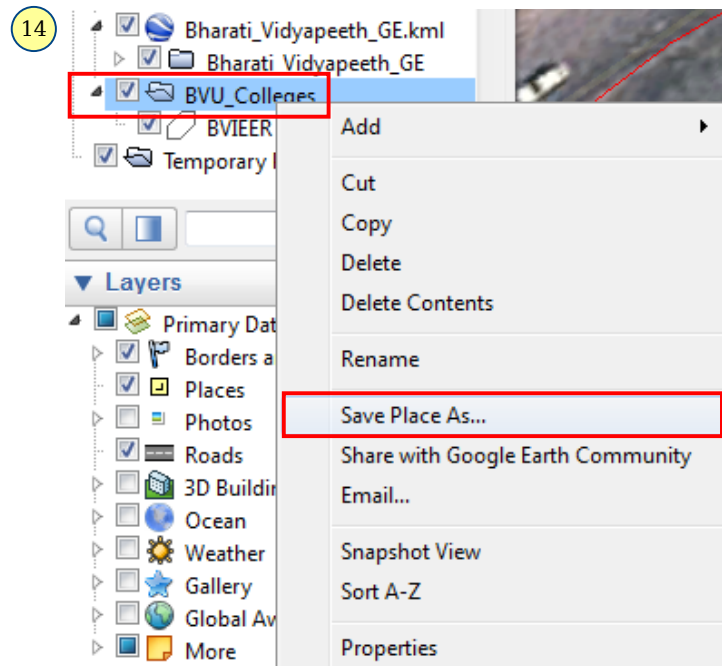 14
Bharati_Vidyapeeth_GE.kml
Bharati_Vidyapeeth_GE
BVU_Colleges
BVIEER
Temporary
Layers
Primary Dat
Borders a
Places
Photos
Roads
3D Buildin
Ocean
Weather
Gallery
Global Aw
More
Add
Cut
Copy
Delete
Delete Contents
Rename
Save Place As...
Share with Google Earth Community
Email...
Snapshot View
Sort A-Z
Properties